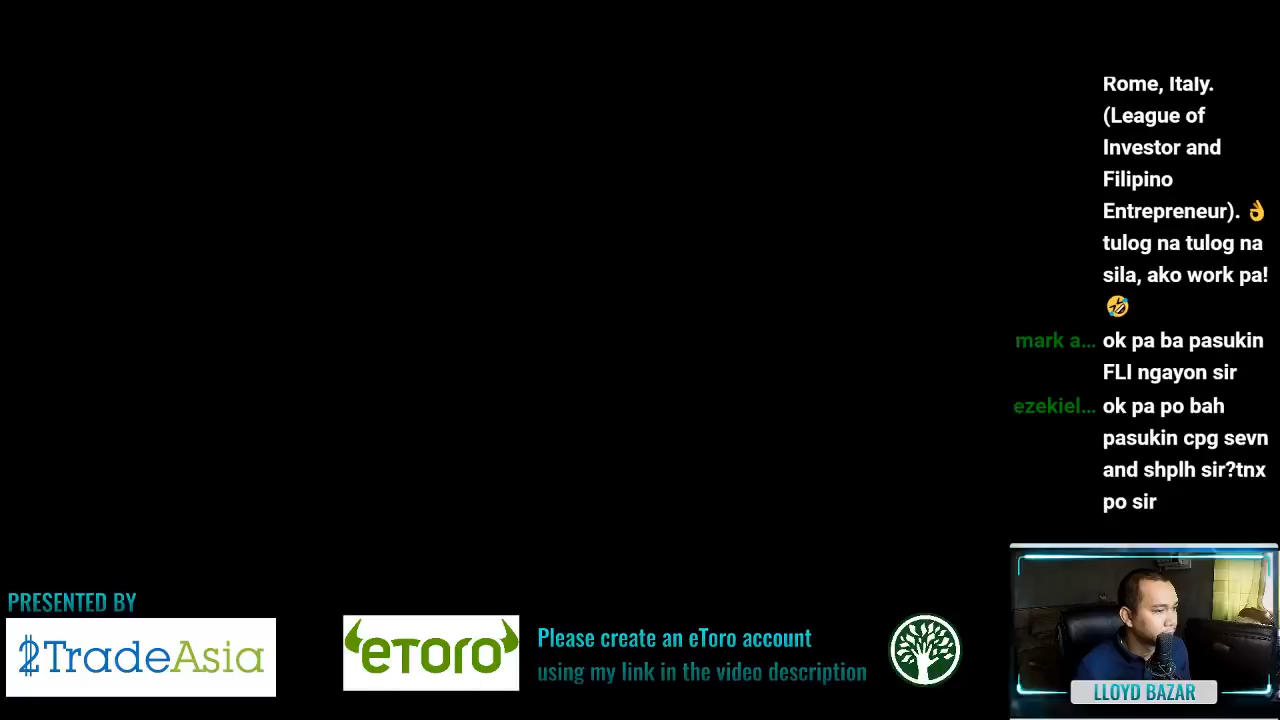 Rome, Italy.
(League of
Investor and
Filipino
Entrepreneur). 👌
tulog na tulog na
sila, ako work pa!
🤣
mark a... ok pa ba pasukin
FLI ngayon sir
ezekiel... ok pa po bah
pasukin cpg sevn
and shplh sir?tnx
po sir
PRESENTED BY
2TradeAsia
eToro
Please create an eToro account
using my link in the video description
LLOYD BAZAR